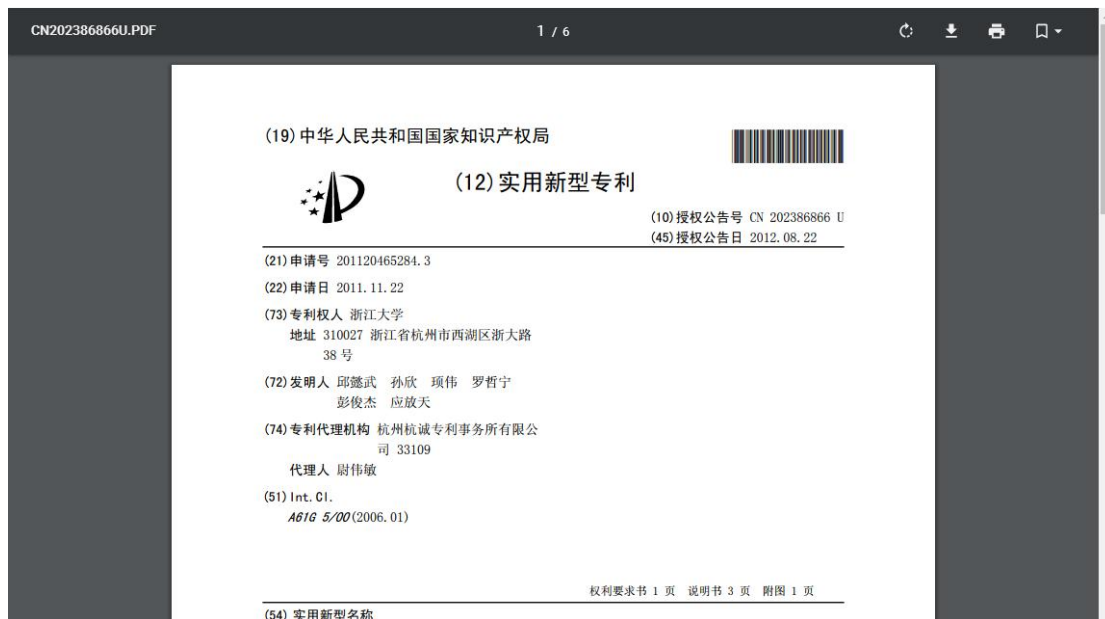 CN202386866U.PDF
1 / 6
(19)中华人民共和国国家知识产权局
(12)实用新型专利
(10)授权公告号 CN 202386866 U
(45)授权公告日 2012.08.22
(21)申请号 201120465284.3
(22)申请日 2011.11.22
(73)专利权人 浙江大学
地址 310027 浙江省杭州市西湖区浙大路
38 号
(72)发明人 邱懿武 孙欣 顼伟 罗哲宁
彭俊杰 应放天
(74)专利代理机构 杭州杭诚专利事务所有限公
司 33109
代理人 尉伟敏
(51)Int.Cl.
A61G 5/00(2006.01)
权利要求书 1 页 说明书 3 页 附图 1 页
(54)实用新型名称